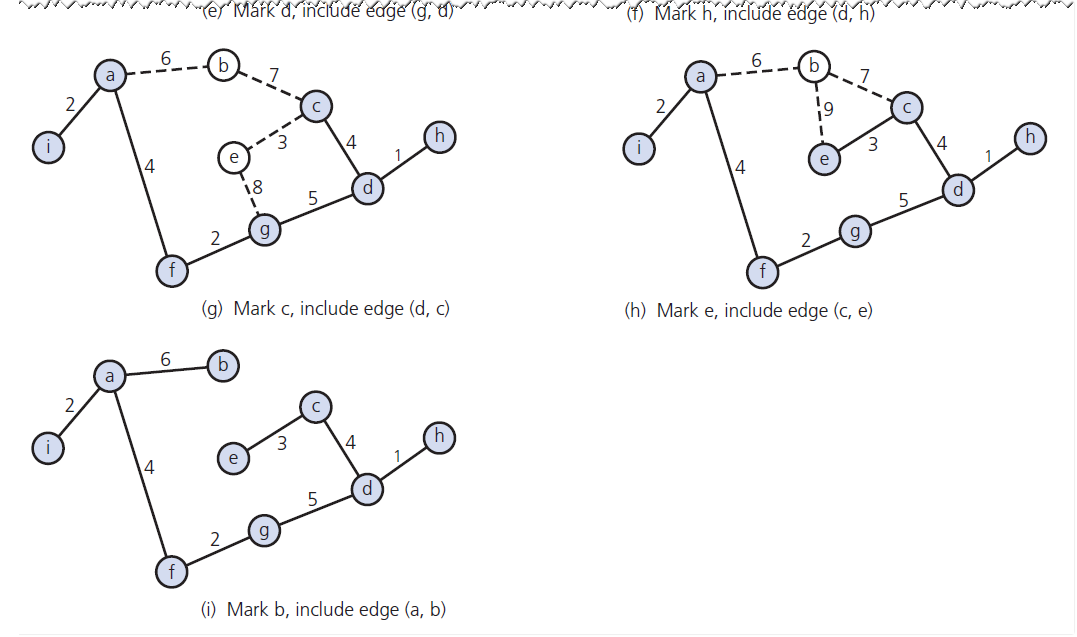 (e) Mark d, include edge (g, d)
(f) Mark h, include edge (d, h)
a 6 b 7 c
2 i 4 e 3 4 h
8 1 d
5 g 2 f
(g) Mark c, include edge (d, c)
a 6 b 7 c
2 i 4 9 e 3 4 h
1 d
5 g 2 f
(h) Mark e, include edge (c, e)
a 6 b
2 i 4 c 3 e 4 h
1 d
5 g 2 f
(i) Mark b, include edge (a, b)